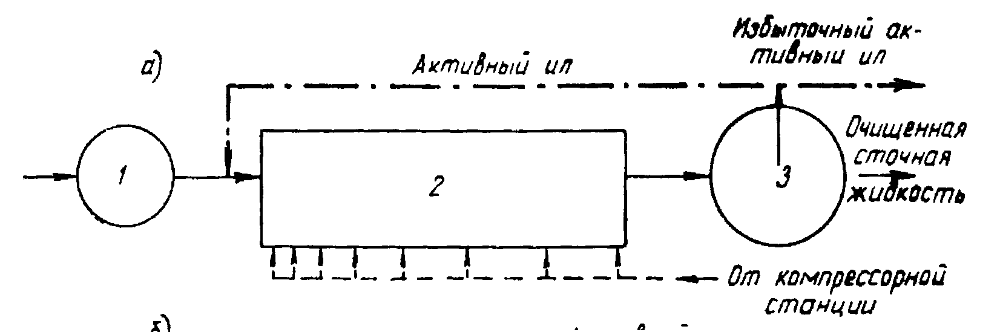 а)
Активный ил
Избыточный ак-
тивный ил
1
2
3
Очищенная
сточная
жидкость
От компрессорной
станции
б)